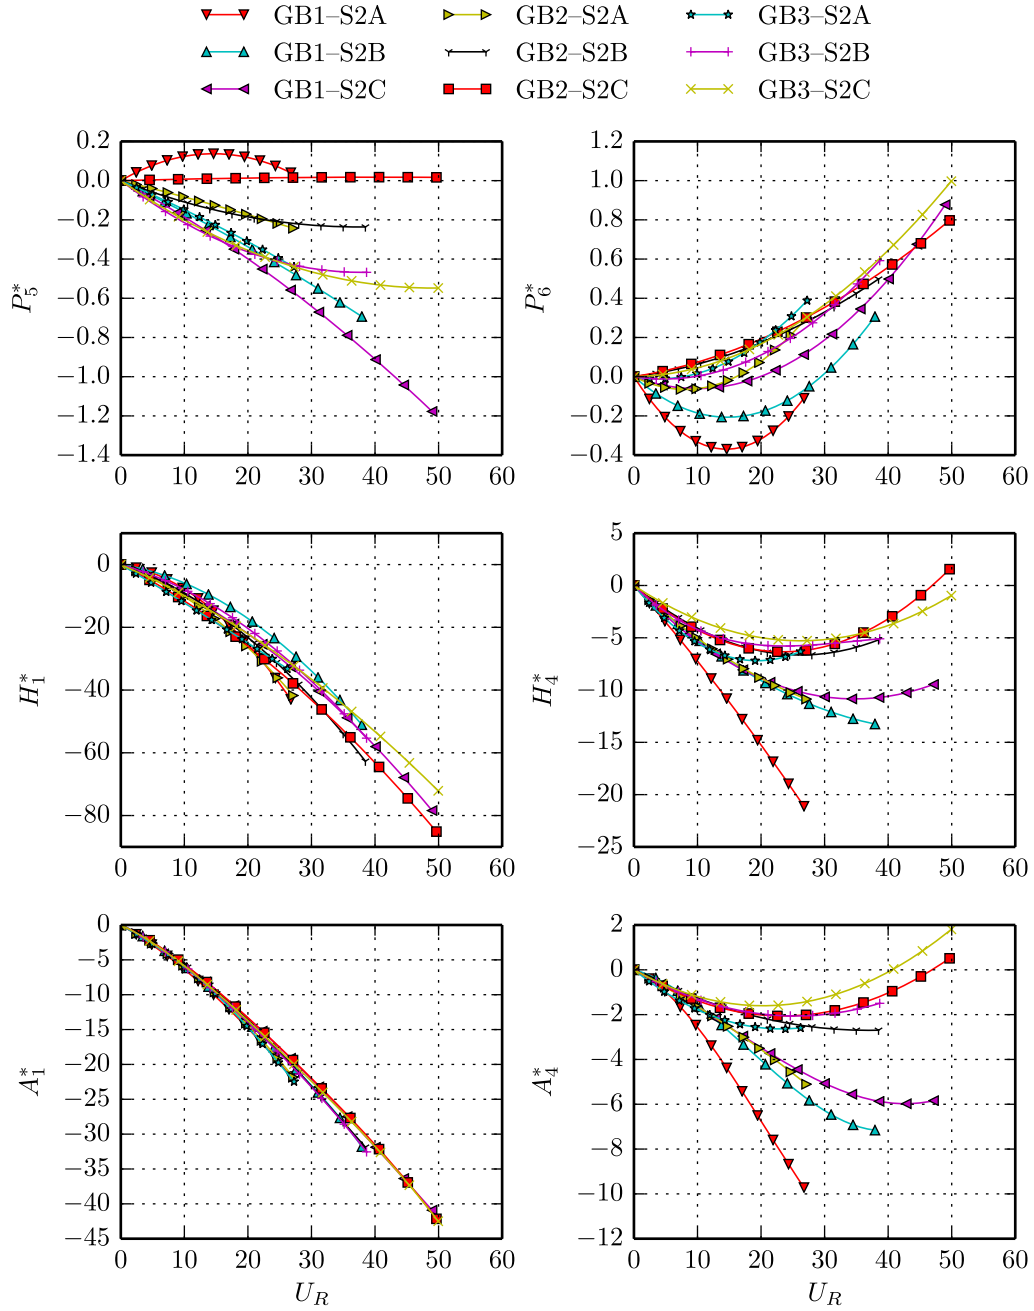 GB1–S2A GB2–S2A GB3–S2A
GB1–S2B GB2–S2B GB3–S2B
GB1–S2C GB2–S2C GB3–S2C
P₅*
0.2
0.0
−0.2
−0.4
−0.6
−0.8
−1.0
−1.2
−1.4
0 10 20 30 40 50 60
P₆*
1.2
1.0
0.8
0.6
0.4
0.2
0.0
−0.2
−0.4
0 10 20 30 40 50 60
H₁*
0
−20
−40
−60
−80
0 10 20 30 40 50 60
H₄*
5
0
−5
−10
−15
−20
−25
0 10 20 30 40 50 60
A₁*
0
−5
−10
−15
−20
−25
−30
−35
−40
−45
0 10 20 30 40 50 60
U_R
A₄*
2
0
−2
−4
−6
−8
−10
−12
0 10 20 30 40 50 60
U_R